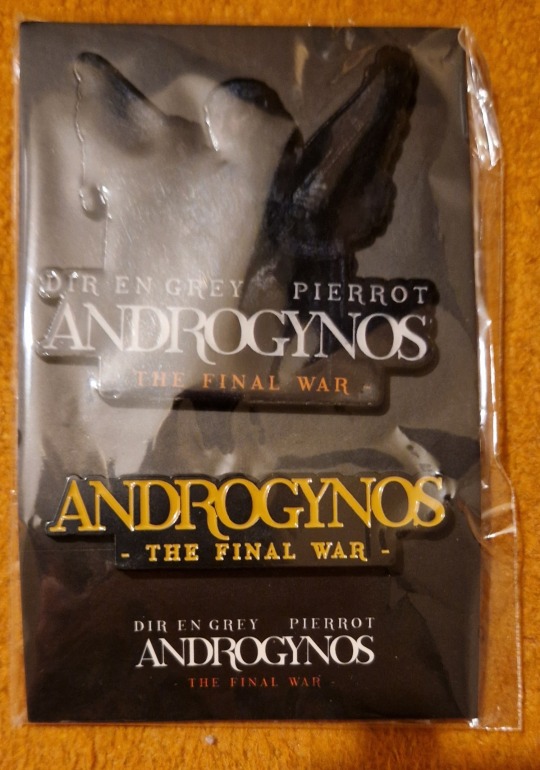 DIR EN GREY PIERROT
ANDROGYNOS
- THE FINAL WAR -
ANDROGYNOS
- THE FINAL WAR -
DIR EN GREY PIERROT
ANDROGYNOS
- THE FINAL WAR -